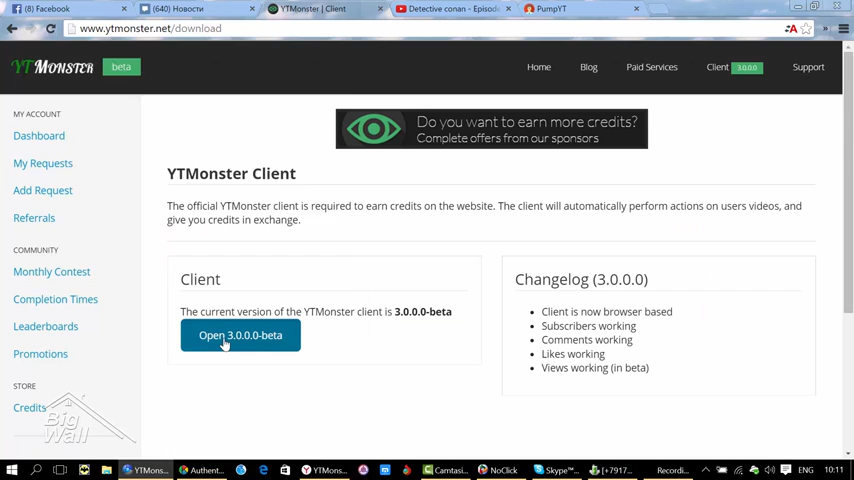 (8) Facebook
(640) Новости
YTMonster | Client
Detective conan - Episode
PumpYT
www.ytmonster.net/download
YTMONSTER
beta
Home
Blog
Paid Services
Client 3.0.0.0
Support
MY ACCOUNT
Dashboard
My Requests
Add Request
Referrals
COMMUNITY
Monthly Contest
Completion Times
Leaderboards
Promotions
STORE
Credits
Big
Wall
Do you want to earn more credits?
Complete offers from our sponsors
YTMonster Client
The official YTMonster client is required to earn credits on the website. The client will automatically perform actions on users videos, and
give you credits in exchange.
Client
The current version of the YTMonster client is 3.0.0.0-beta
Open 3.0.0.0-beta
Changelog (3.0.0.0)
Client is now browser based
Subscribers working
Comments working
Likes working
Views working (in beta)
YTMons...
Authent...
YTMons...
Camtasi...
NoClick
Skype™...
[+7917...
Recordi...
ENG
10:11